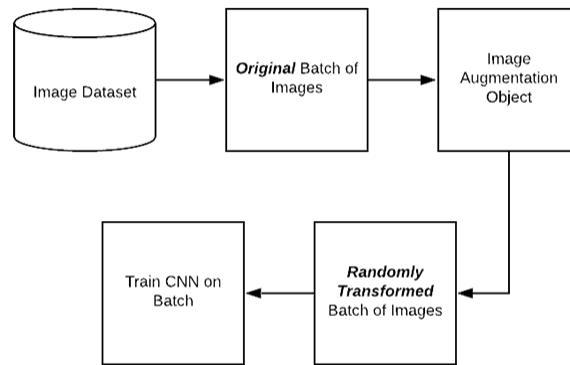 Image Dataset
Original Batch of
Images
Image
Augmentation
Object
Train CNN on
Batch
Randomly
Transformed
Batch of Images